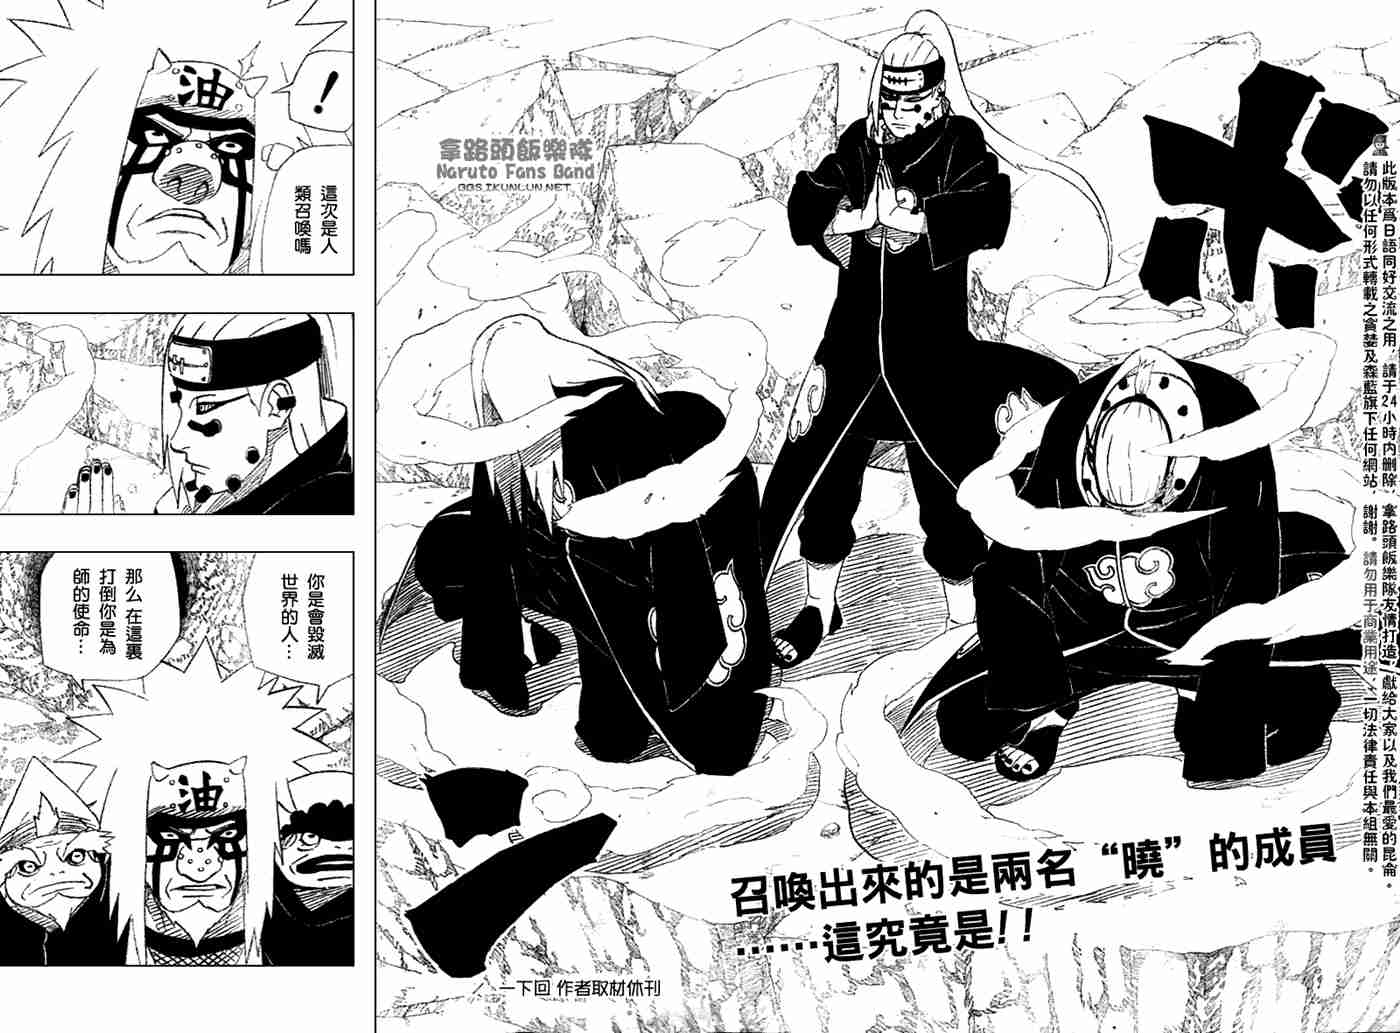 此版本爲日語同好交流之用，請于24小時內刪除，拿路頭飯樂隊友情打造，獻給大家以及我們最愛的昆侖。
請勿以任何形式轉載之貪婪及森藍旗下任何網站，謝謝。請勿用于商業用途，一切法律責任與本組無關。
拿路頭飯樂隊
Naruto Fans Band
QQS.IKUNLUN.NET
召喚出來的是兩名“曉”的成員
……這究竟是！！
一下回 作者取材休刊
！
油
這次是人
類召喚嗎
你是會毀滅
世界的人…
那么 在這裏
打倒你是為
師的使命…
油